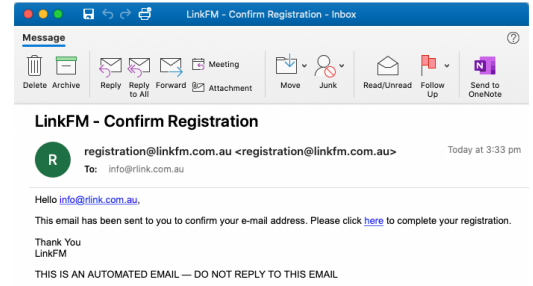 LinkFM - Confirm Registration - Inbox
Message
Delete
Archive
Reply
Reply to All
Forward
Meeting
Attachment
Move
Junk
Read/Unread
Follow Up
Send to OneNote
LinkFM - Confirm Registration
R
registration@linkfm.com.au <registration@linkfm.com.au>
Today at 3:33 pm
To: info@rlink.com.au
Hello info@rlink.com.au,
This email has been sent to you to confirm your e-mail address. Please click here to complete your registration.
Thank You
LinkFM
THIS IS AN AUTOMATED EMAIL — DO NOT REPLY TO THIS EMAIL